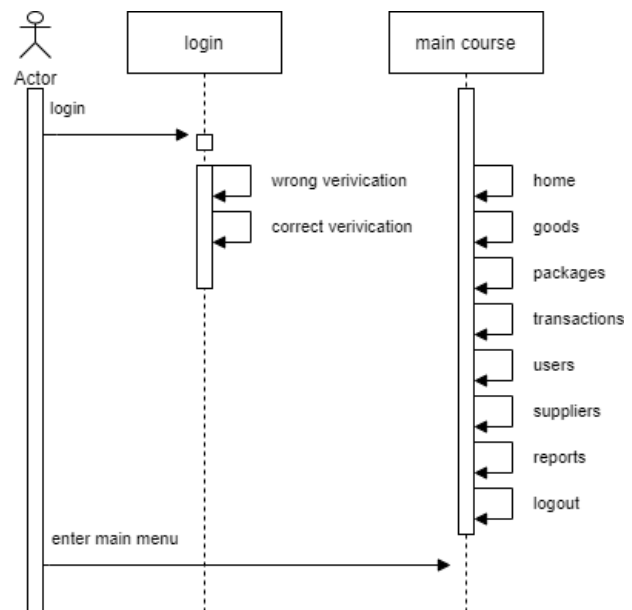 login
main course
Actor
login
wrong verivication
home
correct verivication
goods
packages
transactions
users
suppliers
reports
logout
enter main menu